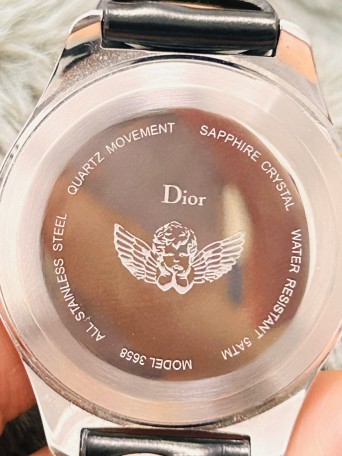 Dior
QUARTZ MOVEMENT
SAPPHIRE CRYSTAL
WATER RESISTANT 5ATM
MODEL 3658
ALL STAINLESS STEEL